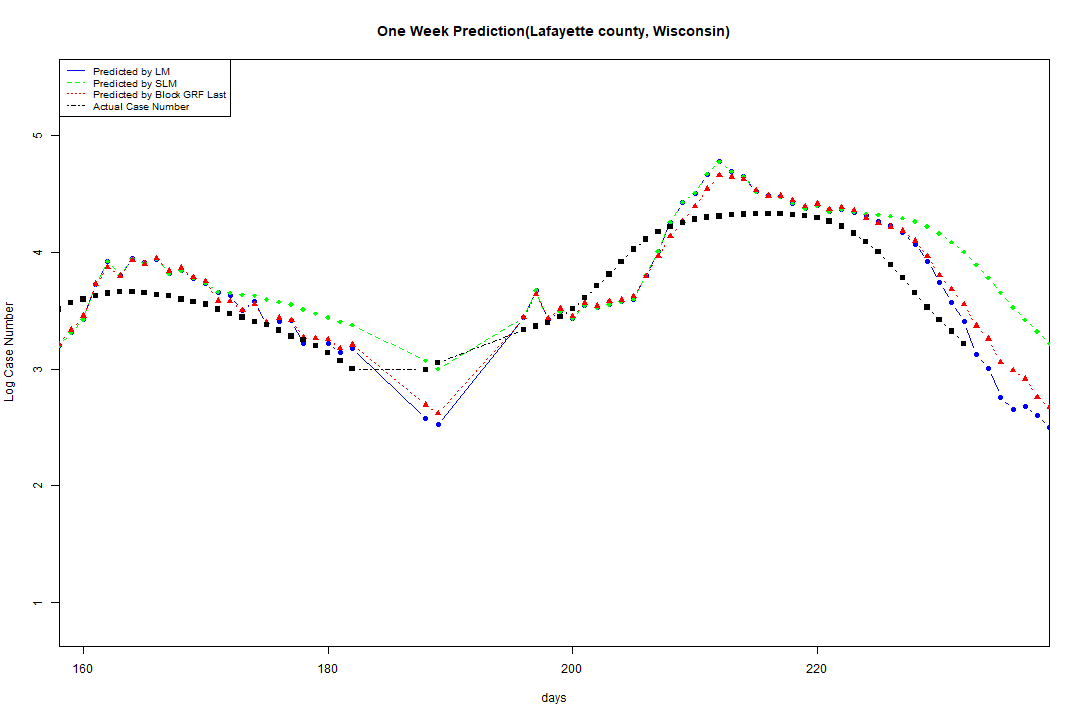 One Week Prediction(Lafayette county, Wisconsin)
Predicted by LM
Predicted by SLM
Predicted by Block GRF Last
Actual Case Number
5
4
3
2
1
Log Case Number
160 180 200 220
days